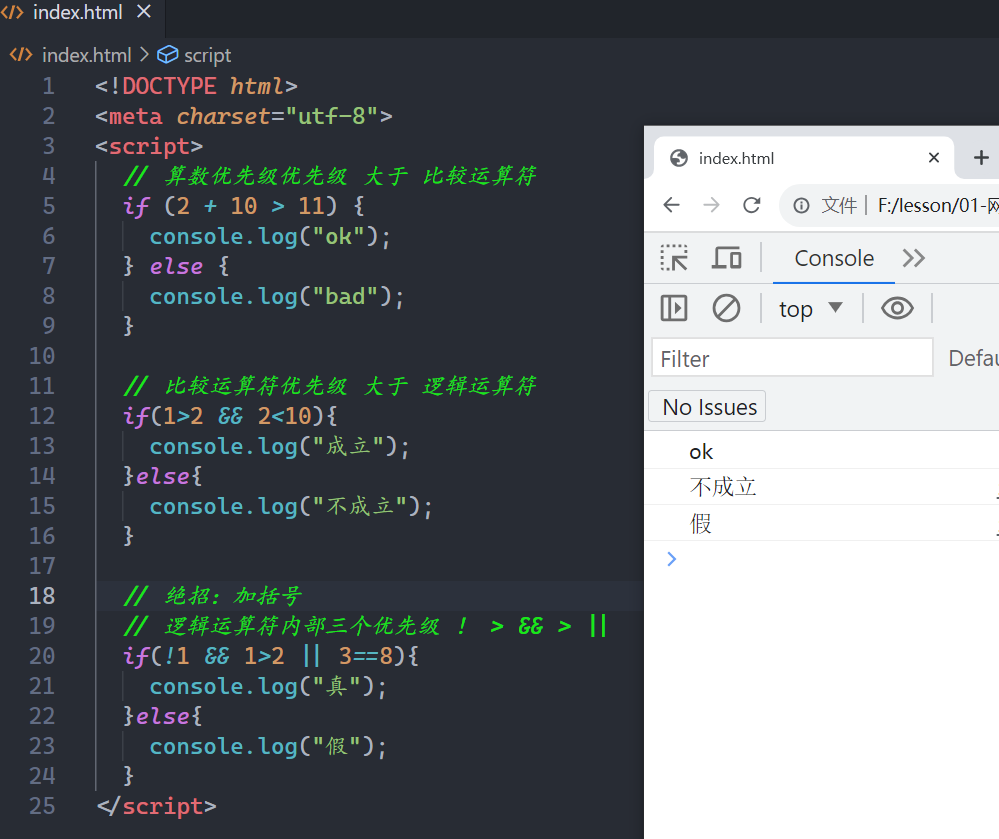 index.html
index.html > script
1 <!DOCTYPE html>
2 <meta charset="utf-8">
3 <script>
4 // 算数优先级优先级 大于 比较运算符
5 if (2 + 10 > 11) {
6 console.log("ok");
7 } else {
8 console.log("bad");
9 }
10
11 // 比较运算符优先级 大于 逻辑运算符
12 if(1>2 && 2<10){
13 console.log("成立");
14 }else{
15 console.log("不成立");
16 }
17
18 // 绝招：加括号
19 // 逻辑运算符内部三个优先级 ！ > && > ||
20 if(!1 && 1>2 || 3==8){
21 console.log("真");
22 }else{
23 console.log("假");
24 }
25 </script>
index.html
文件 | F:/lesson/01-网
Console
top
Filter
Defau
No Issues
ok
不成立
假